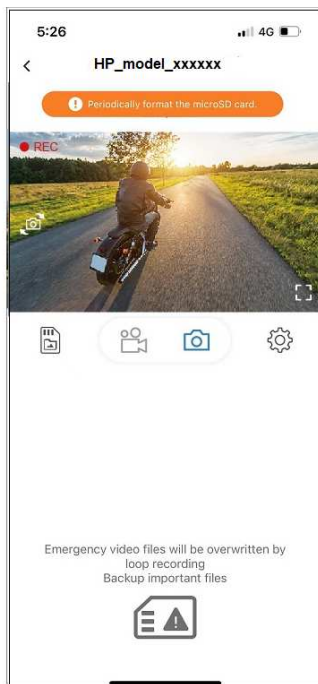 5:26
4G
HP_model_xxxxxx
Periodically format the microSD card.
REC
Emergency video files will be overwritten by
loop recording
Backup important files